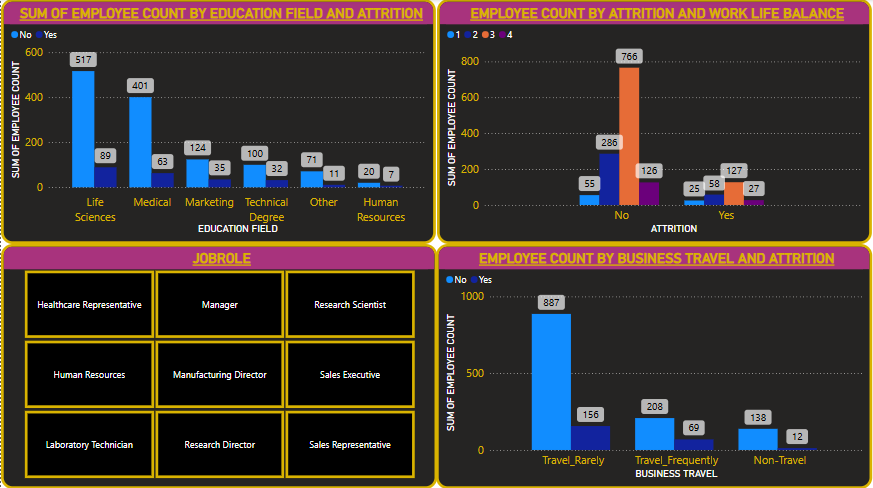 SUM OF EMPLOYEE COUNT BY EDUCATION FIELD AND ATTRITION
No Yes
SUM OF EMPLOYEE COUNT
600
400
200
0
517
89
401
63
124
35
100
32
71
11
20
7
Life Sciences
Medical
Marketing
Technical Degree
Other
Human Resources
EDUCATION FIELD
EMPLOYEE COUNT BY ATTRITION AND WORK LIFE BALANCE
1 2 3 4
SUM OF EMPLOYEE COUNT
800
600
400
200
0
55
286
766
126
25
58
127
27
No
Yes
ATTRITION
JOBROLE
Healthcare Representative
Manager
Research Scientist
Human Resources
Manufacturing Director
Sales Executive
Laboratory Technician
Research Director
Sales Representative
EMPLOYEE COUNT BY BUSINESS TRAVEL AND ATTRITION
No Yes
SUM OF EMPLOYEE COUNT
1000
500
0
887
156
208
69
138
12
Travel_Rarely
Travel_Frequently
Non-Travel
BUSINESS TRAVEL